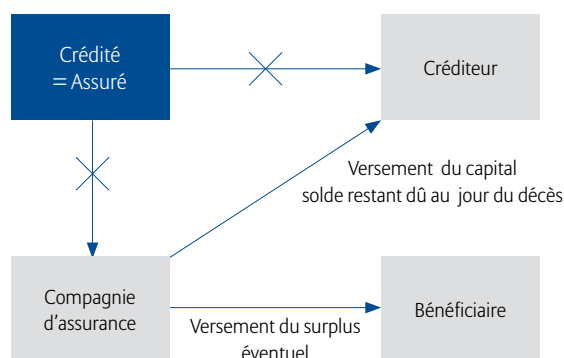 Crédité
= Assuré
Créditeur
Versement du capital
solde restant dû au jour du décès
Compagnie
d'assurance
Versement du surplus
éventuel
Bénéficiaire